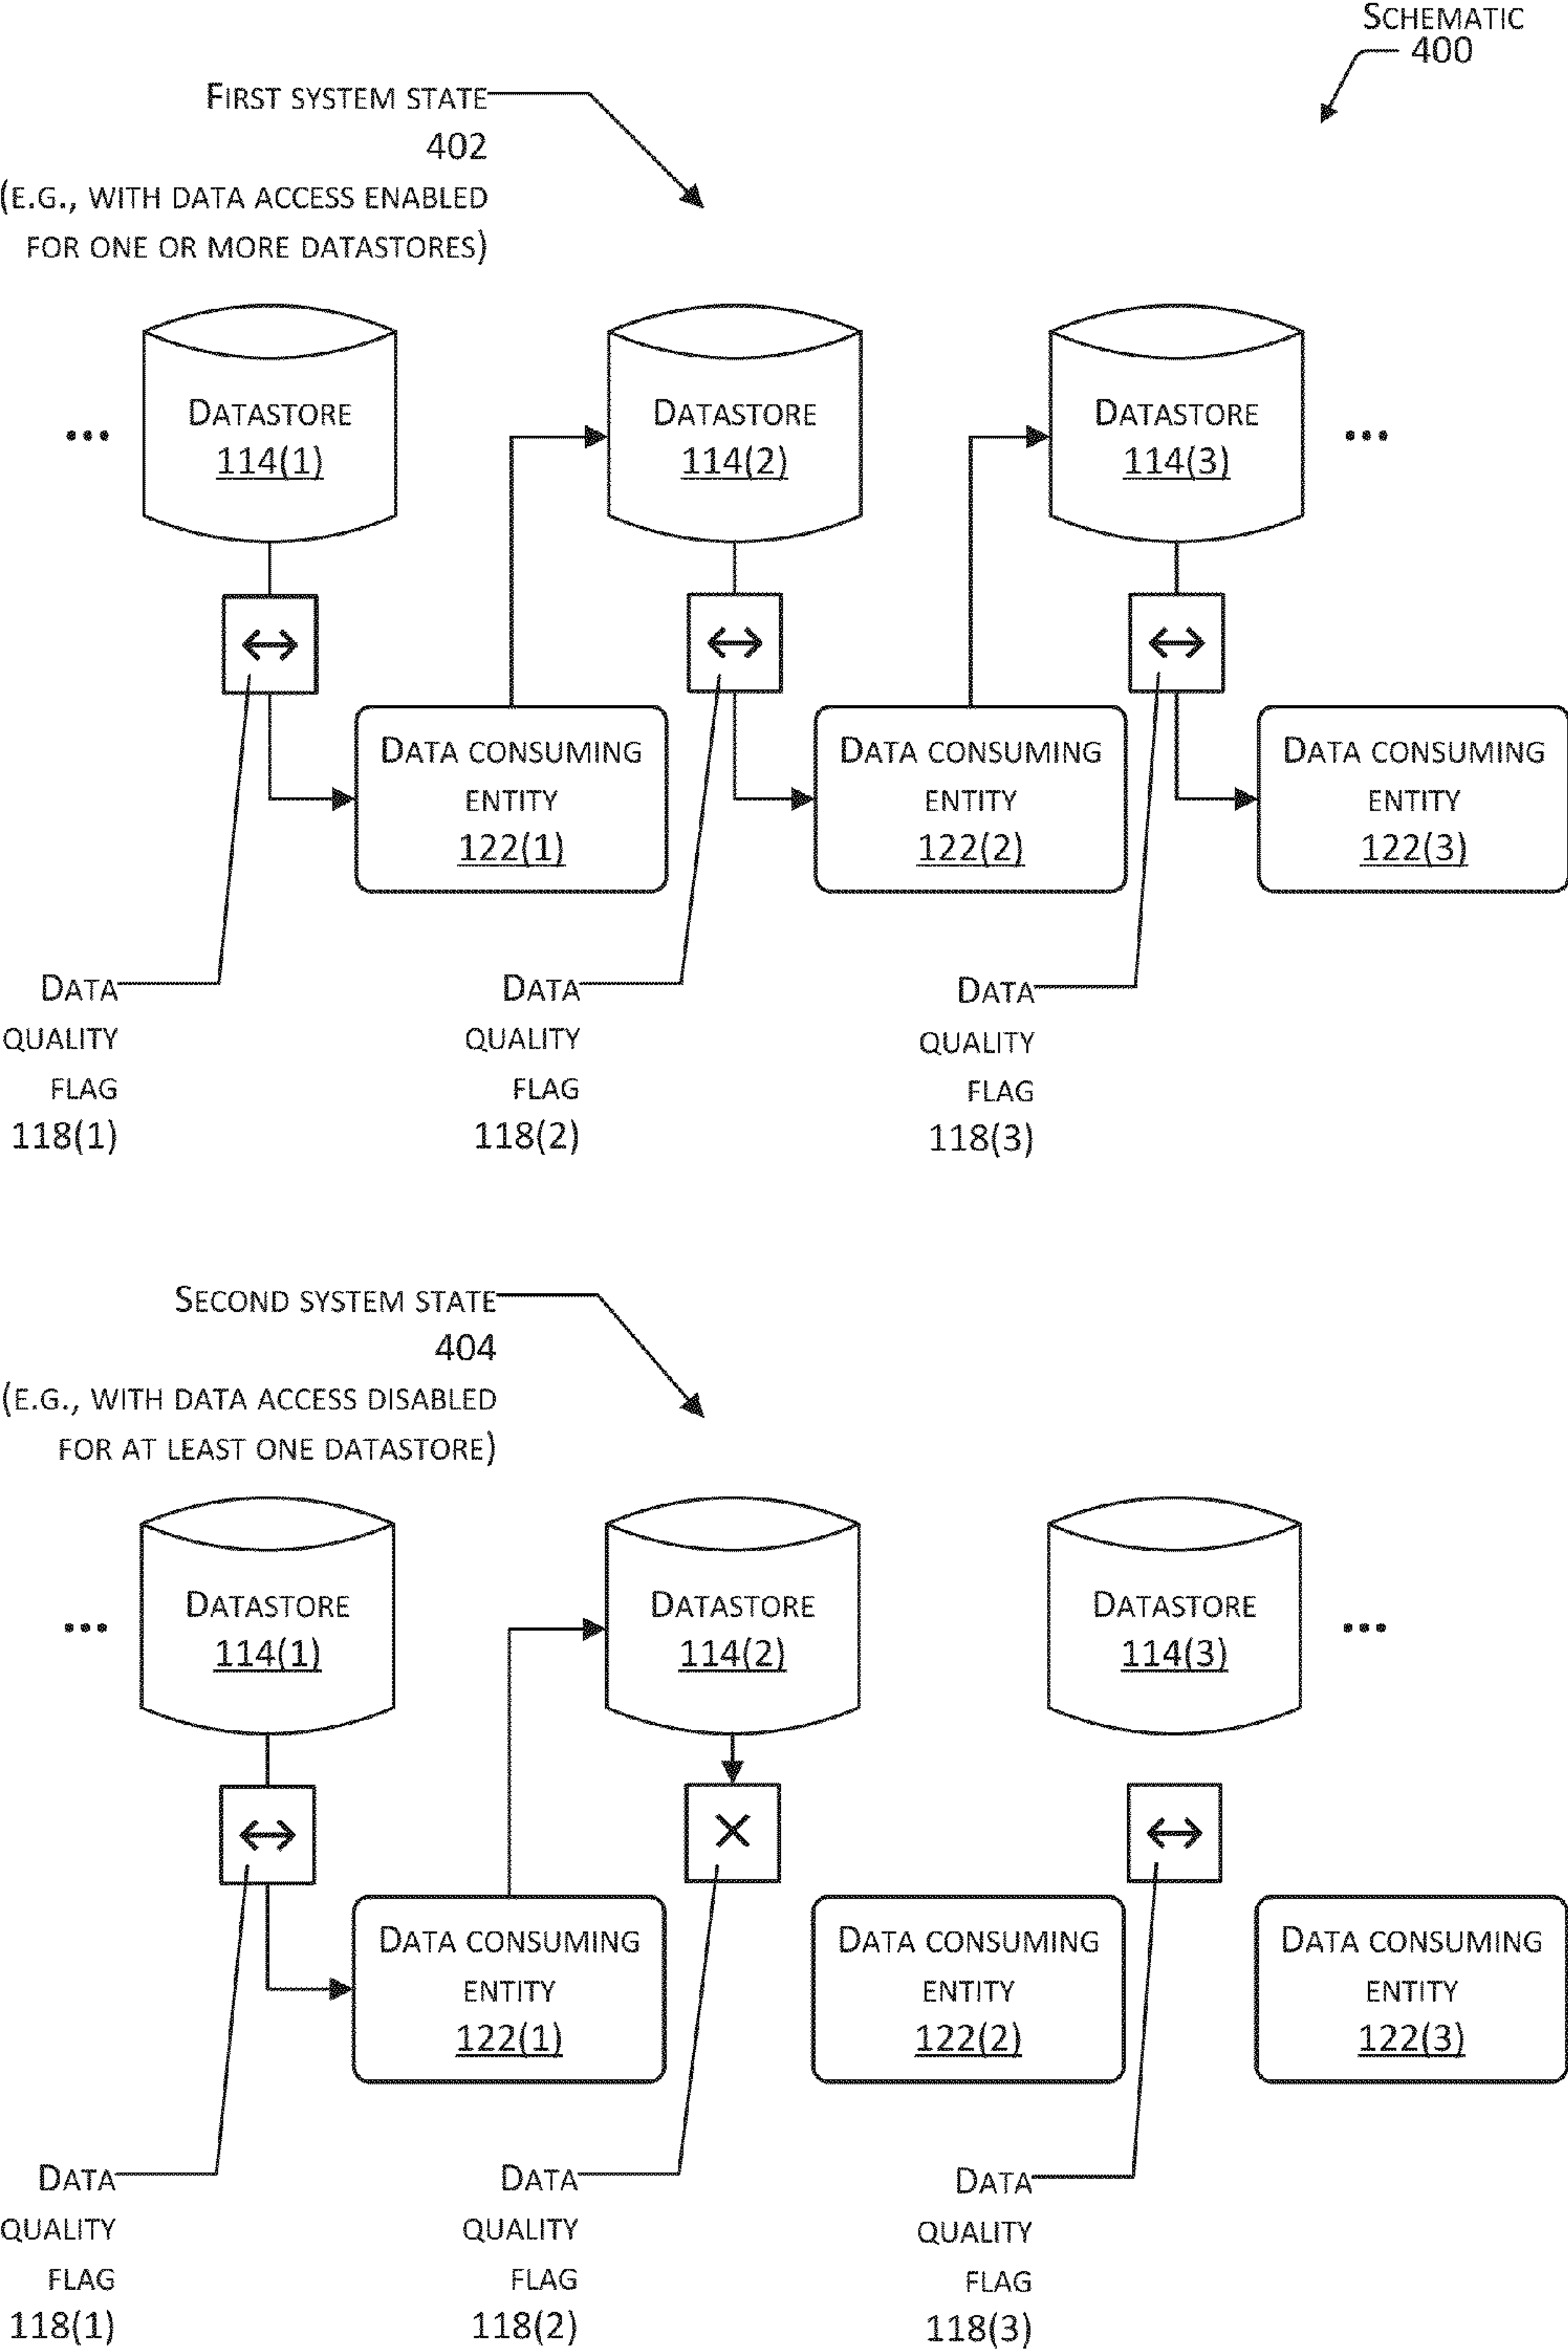 Schematic
400
First system state
402
(e.g., with data access enabled
for one or more datastores)
... Datastore Datastore Datastore ...
114(1) 114(2) 114(3)
Data consuming Data consuming Data consuming
entity entity entity
122(1) 122(2) 122(3)
Data Data Data
quality quality quality
flag flag flag
118(1) 118(2) 118(3)
Second system state
404
(e.g., with data access disabled
for at least one datastore)
... Datastore Datastore Datastore ...
114(1) 114(2) 114(3)
Data consuming Data consuming Data consuming
entity entity entity
122(1) 122(2) 122(3)
Data Data Data
quality quality quality
flag flag flag
118(1) 118(2) 118(3)